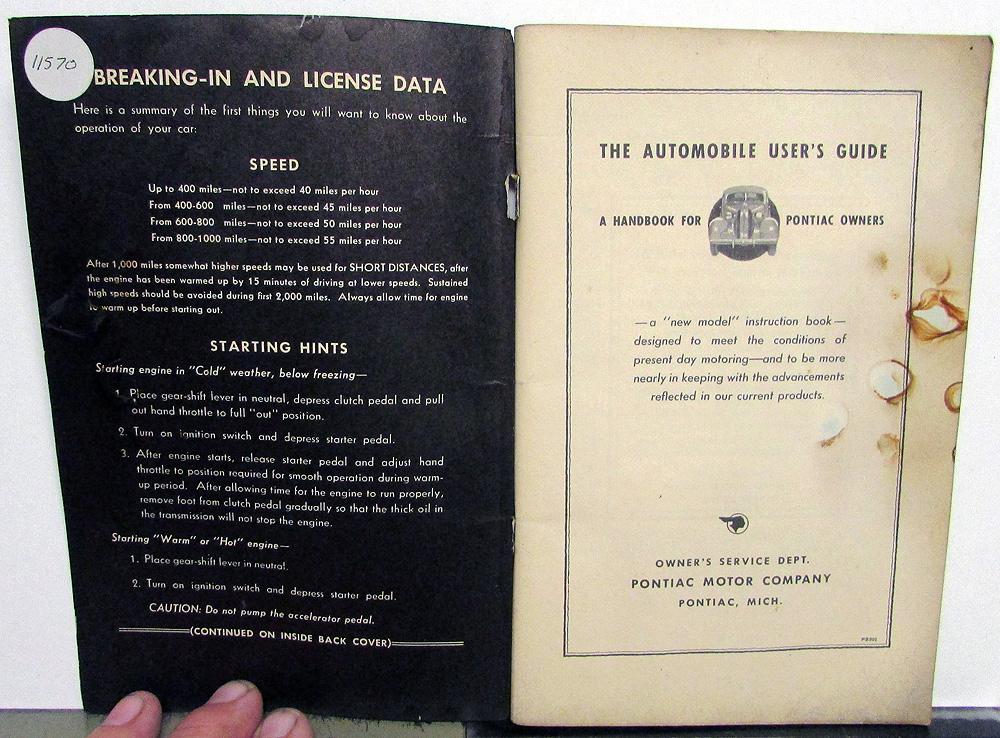 11570
BREAKING-IN AND LICENSE DATA
Here is a summary of the first things you will want to know about the
operation of your car:
SPEED
Up to 400 miles—not to exceed 40 miles per hour
From 400-600 miles—not to exceed 45 miles per hour
From 600-800 miles—not to exceed 50 miles per hour
From 800-1000 miles—not to exceed 55 miles per hour
After 1,000 miles somewhat higher speeds may be used for SHORT DISTANCES, after
the engine has been warmed up by 15 minutes of driving at lower speeds. Sustained
high speeds should be avoided during first 2,000 miles. Always allow time for engine
to warm up before starting out.
STARTING HINTS
Starting engine in "Cold" weather, below freezing—
1. Place gear-shift lever in neutral, depress clutch pedal and pull
out hand throttle to full "out" position.
2. Turn on ignition switch and depress starter pedal.
3. After engine starts, release starter pedal and adjust hand
throttle to position required for smooth operation during warm-
up period. After allowing time for the engine to run properly,
remove foot from clutch pedal gradually so that the thick oil in
the transmission will not stop the engine.
Starting "Warm" or "Hot" engine—
1. Place gear-shift lever in neutral.
2. Turn on ignition switch and depress starter pedal.
CAUTION: Do not pump the accelerator pedal.
(CONTINUED ON INSIDE BACK COVER)
THE AUTOMOBILE USER'S GUIDE
A HANDBOOK FOR PONTIAC OWNERS
—a "new model" instruction book—
designed to meet the conditions of
present day motoring—and to be more
nearly in keeping with the advancements
reflected in our current products.
OWNER'S SERVICE DEPT.
PONTIAC MOTOR COMPANY
PONTIAC, MICH.